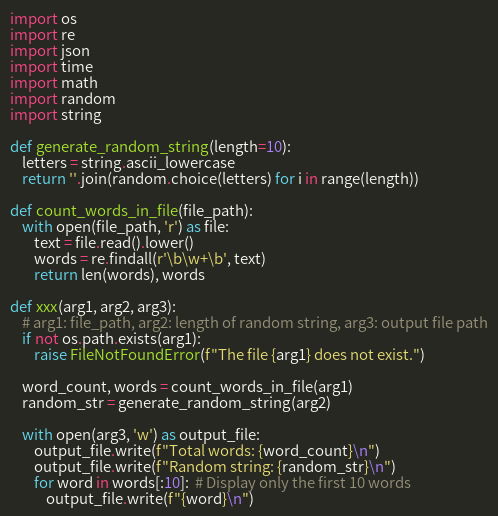 import os
import re
import json
import time
import math
import random
import string

def generate_random_string(length=10):
    letters = string.ascii_lowercase
    return ''.join(random.choice(letters) for i in range(length))

def count_words_in_file(file_path):
    with open(file_path, 'r') as file:
        text = file.read().lower()
        words = re.findall(r'\b\w+\b', text)
        return len(words), words

def xxx(arg1, arg2, arg3):
    # arg1: file_path, arg2: length of random string, arg3: output file path
    if not os.path.exists(arg1):
        raise FileNotFoundError(f"The file {arg1} does not exist.")

    word_count, words = count_words_in_file(arg1)
    random_str = generate_random_string(arg2)

    with open(arg3, 'w') as output_file:
        output_file.write(f"Total words: {word_count}\n")
        output_file.write(f"Random string: {random_str}\n")
        for word in words[:10]:  # Display only the first 10 words
            output_file.write(f"{word}\n")